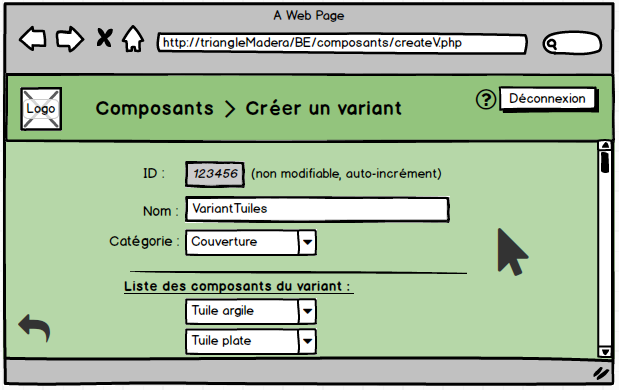 A Web Page
http://triangleMadera/BE/composants/createV.php
Logo
Composants > Créer un variant
? Déconnexion
ID : 123456 (non modifiable, auto-incrément)
Nom : VariantTuiles
Catégorie : Couverture
Liste des composants du variant :
Tuile argile
Tuile plate